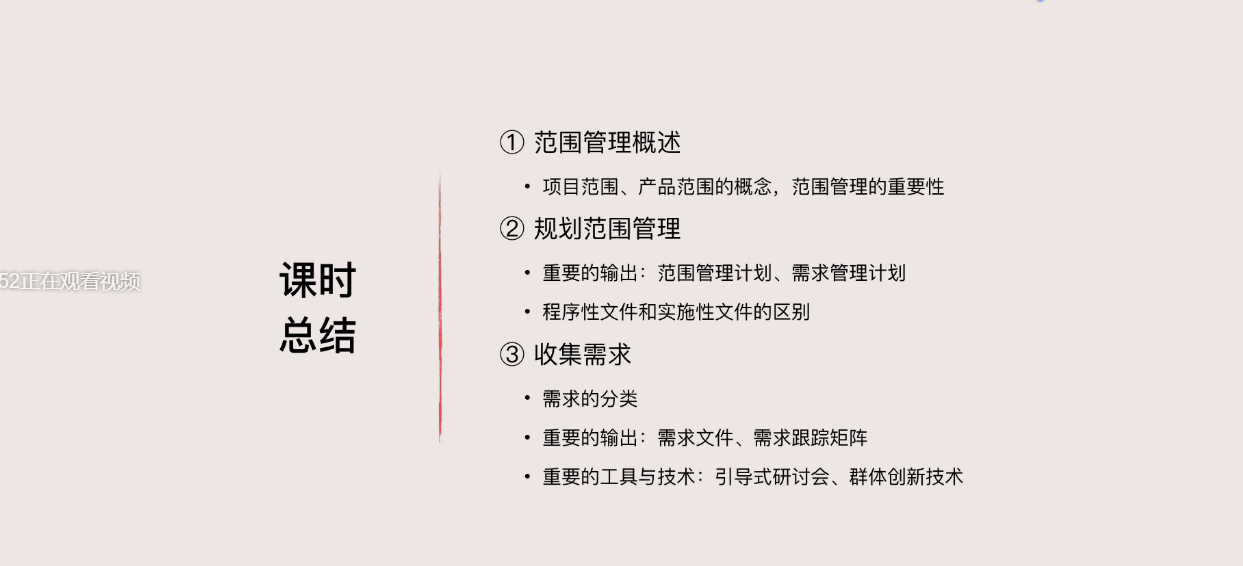 ① 范围管理概述
• 项目范围、产品范围的概念，范围管理的重要性
② 规划范围管理
• 重要的输出：范围管理计划、需求管理计划
课时
总结
52正在观看视频
• 程序性文件和实施性文件的区别
③ 收集需求
• 需求的分类
• 重要的输出：需求文件、需求跟踪矩阵
• 重要的工具与技术：引导式研讨会、群体创新技术